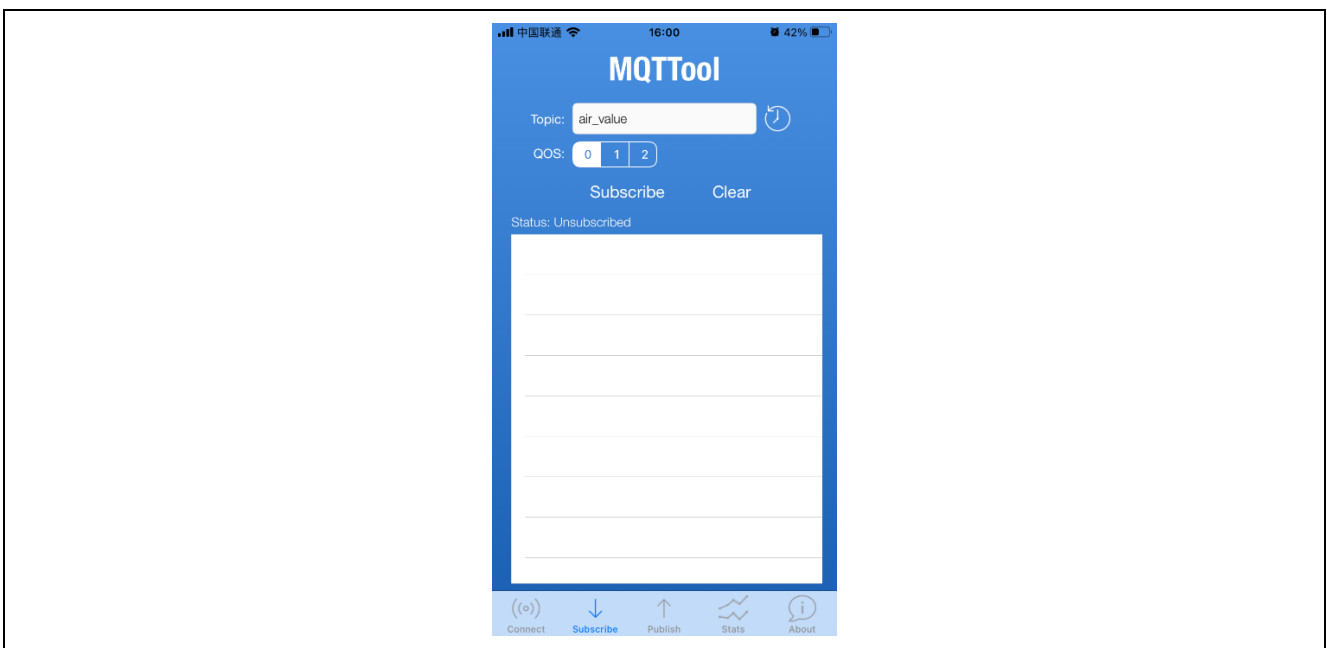 中国联通 16:00 42%
MQTTool
Topic: air_value
QOS: 0 1 2
Subscribe Clear
Status: Unsubscribed
Connect Subscribe Publish Stats About